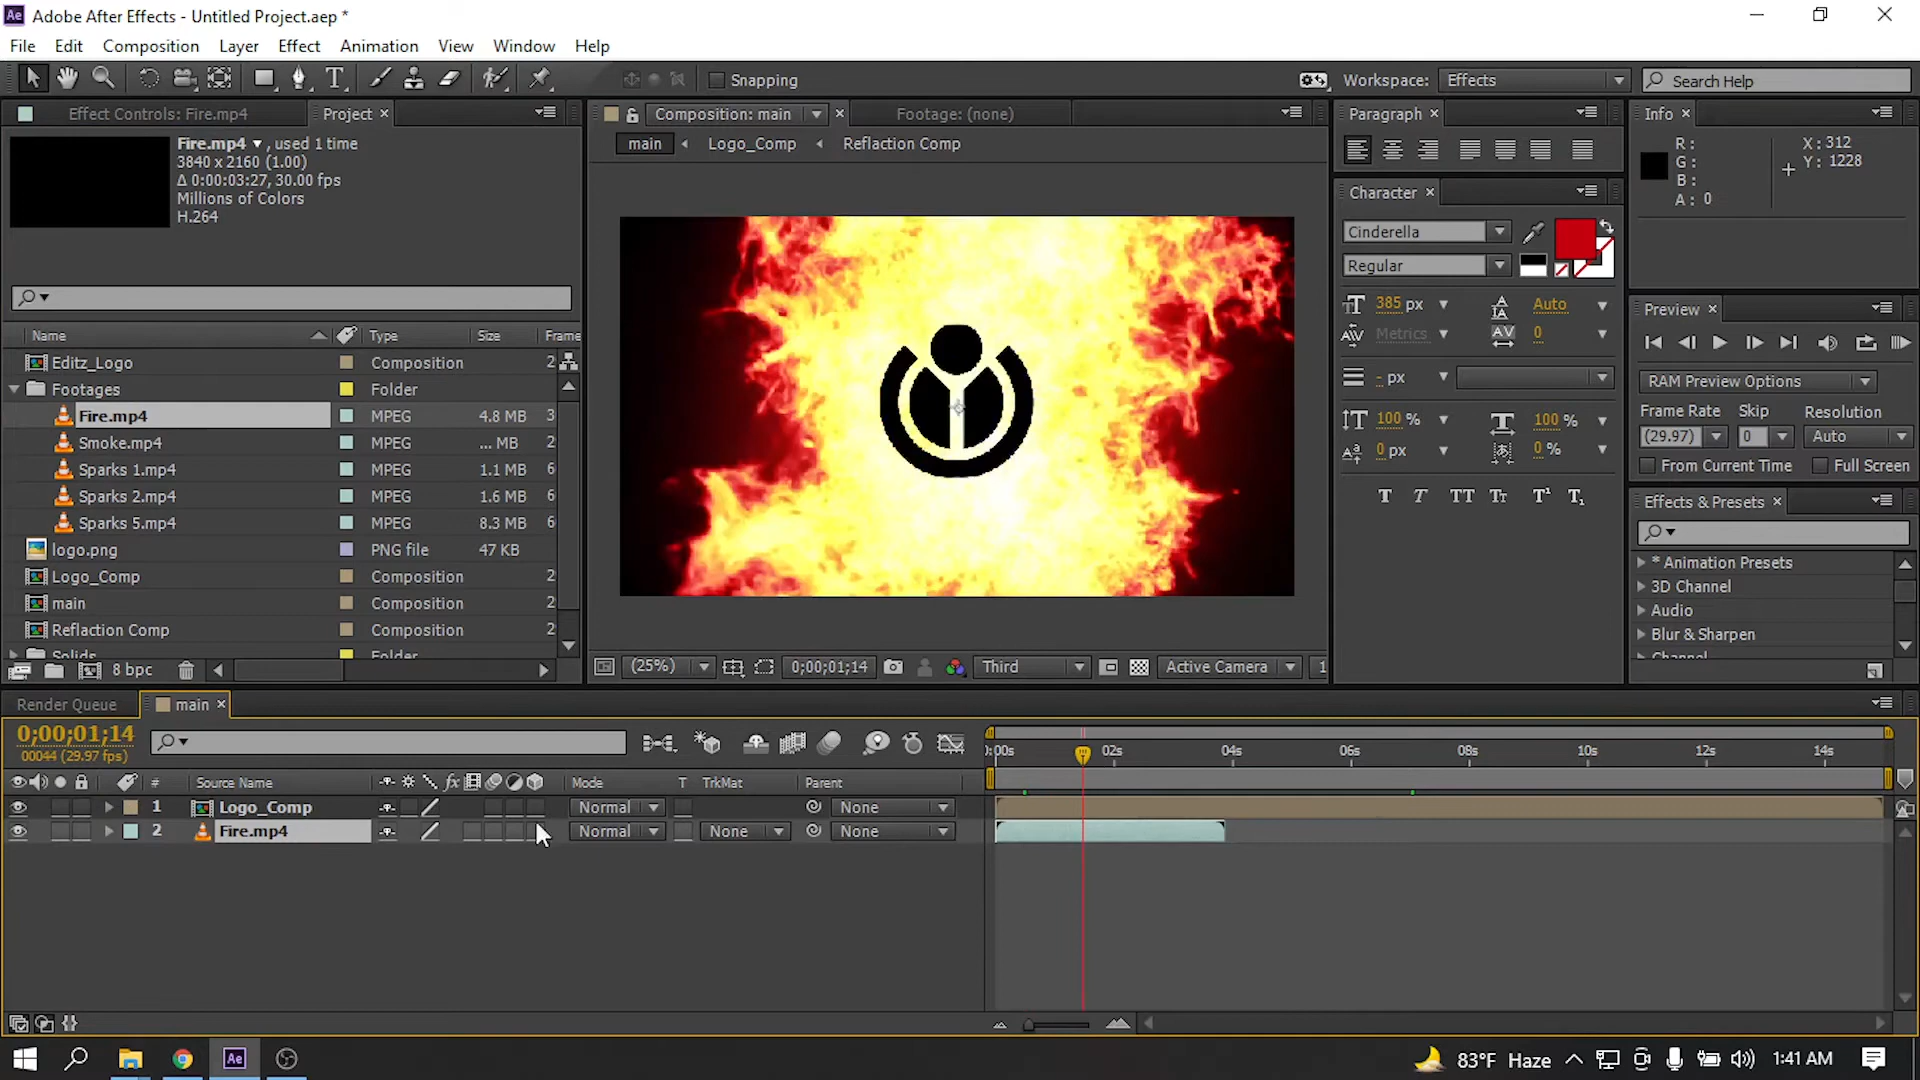 Ae Adobe After Effects - Untitled Project.aep *
File Edit Composition Layer Effect Animation View Window Help
T Snapping Workspace: Effects Search Help
Effect Controls: Fire.mp4 Project ×
Fire.mp4 ▼ , used 1 time
3840 x 2160 (1.00)
Δ 0:00:03:27, 30.00 fps
Millions of Colors
H.264
Name Type Size Frame
Editz_Logo Composition 2
Footages Folder
Fire.mp4 MPEG 4.8 MB 3
Smoke.mp4 MPEG ... MB 2
Sparks 1.mp4 MPEG 1.1 MB 6
Sparks 2.mp4 MPEG 1.6 MB 6
Sparks 5.mp4 MPEG 8.3 MB 6
logo.png PNG file 47 KB
Logo_Comp Composition 2
main Composition 2
Reflaction Comp Composition 2
Solids Folder
8 bpc
Composition: main × Footage: (none)
main Logo_Comp Reflaction Comp
(25%) 0;00;01;14 Third Active Camera 1
Paragraph ×
Character ×
Cinderella
Regular
385 px Auto
Metrics 0
- px
100 % 100 %
0 px 0 %
T T TT Tr T¹ T₁
Info ×
R : X : 312
G : Y : 1228
B :
A : 0
Preview ×
RAM Preview Options
Frame Rate Skip Resolution
(29.97) 0 Auto
From Current Time Full Screen
Effects & Presets ×
* Animation Presets
3D Channel
Audio
Blur & Sharpen
Channel
Render Queue main ×
0;00;01;14
00044 (29.97 fps)
# Source Name fx Mode T TrkMat Parent
1 Logo_Comp Normal None
2 Fire.mp4 Normal None None
):00s 02s 04s 06s 08s 10s 12s 14s
Ae 83°F Haze 1:41 AM